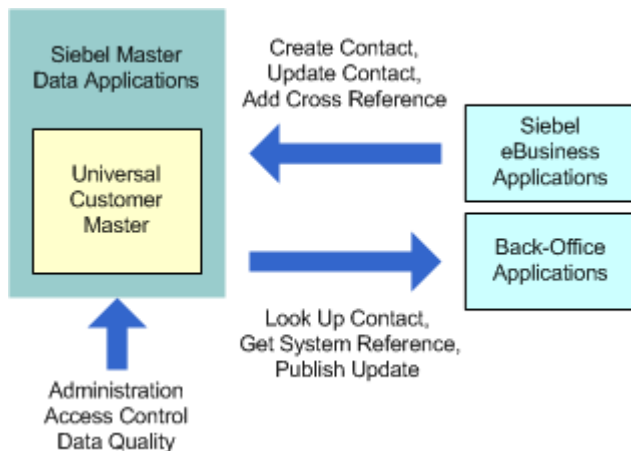 Siebel Master
Data Applications
Universal
Customer
Master
Create Contact,
Update Contact,
Add Cross Reference
Siebel
eBusiness
Applications
Back-Office
Applications
Look Up Contact,
Get System Reference,
Publish Update
Administration
Access Control
Data Quality